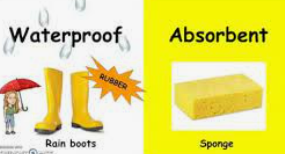 Waterproof
Absorbent
RUBBER
Rain boots
Sponge